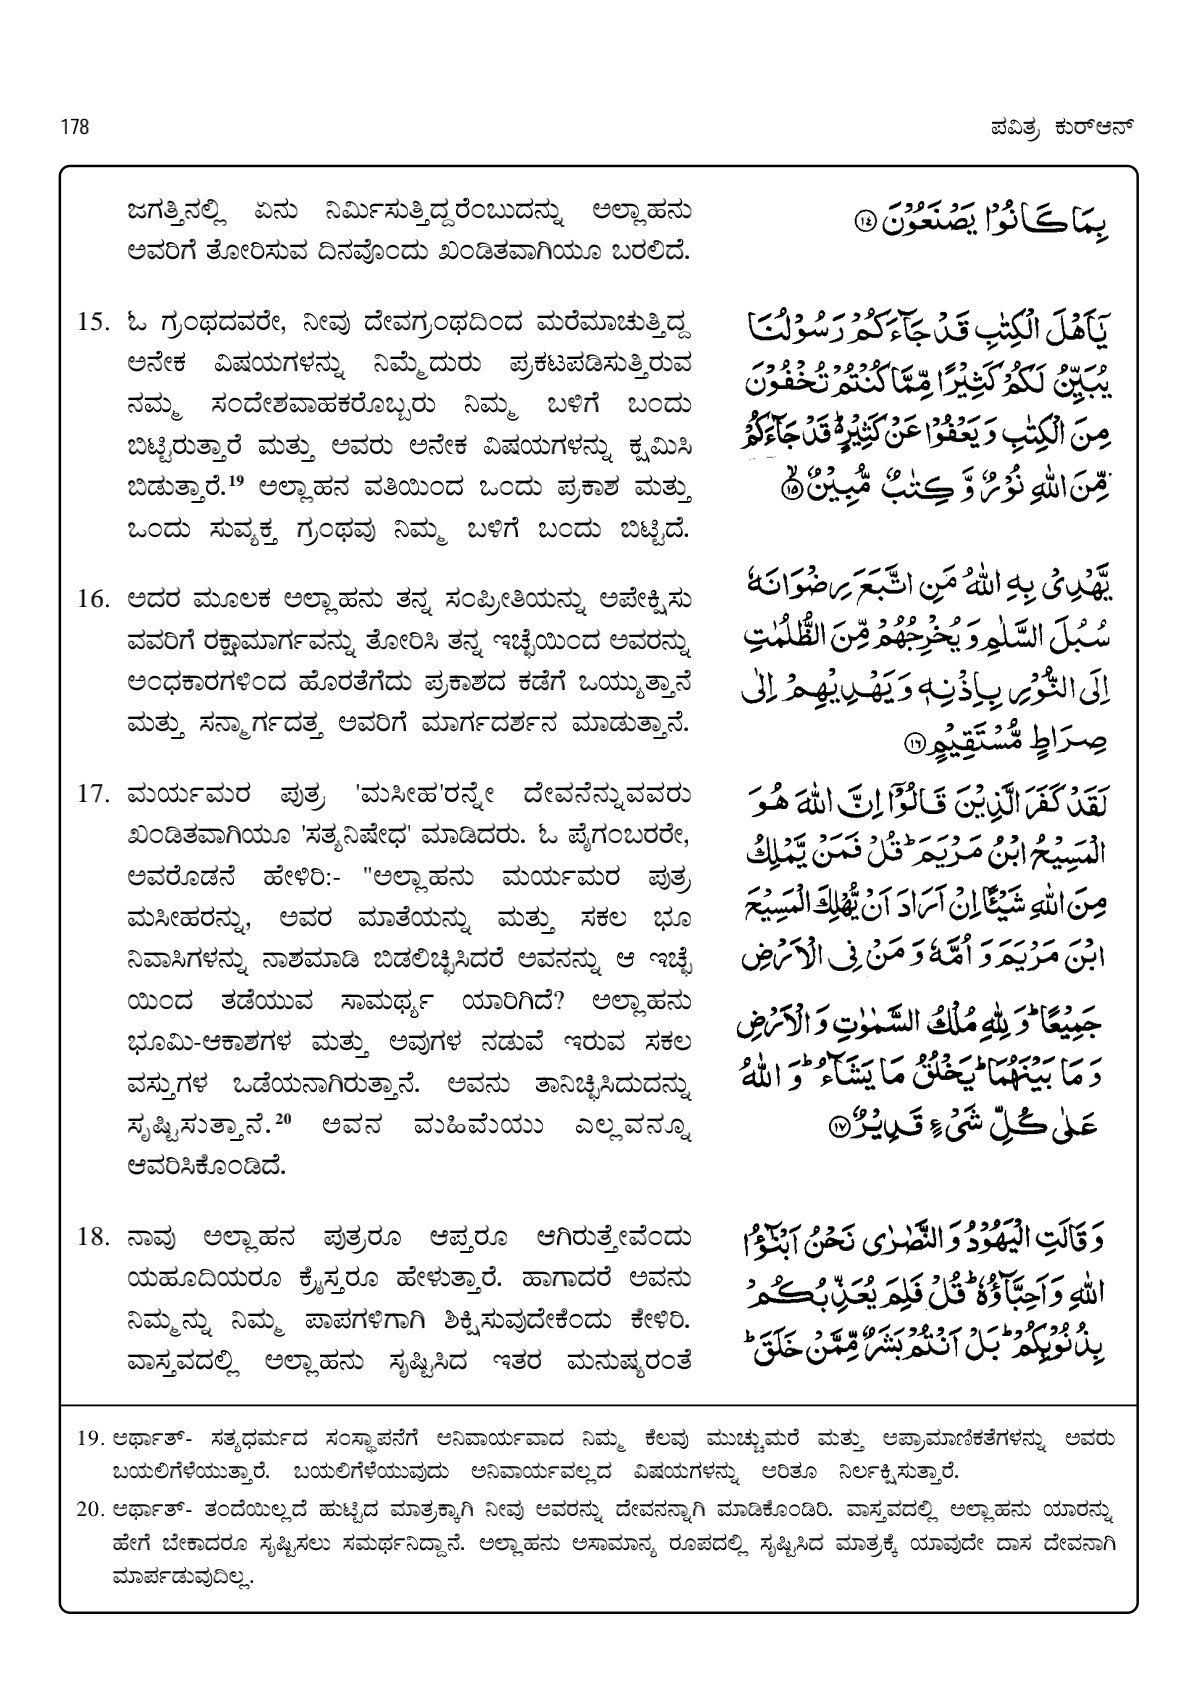 178
ಪವಿತ್ರ ಕುರ್‌ಆನ್
ಜಗತ್ತಿನಲ್ಲಿ ಏನು ನಿರ್ಮಿಸುತ್ತಿದ್ದರೆಂಬುದನ್ನು ಅಲ್ಲಾಹನು
ಅವರಿಗೆ ತೋರಿಸುವ ದಿನವೊಂದು ಖಂಡಿತವಾಗಿಯೂ ಬರಲಿದೆ.
بِمَا كَانُوْا يَصْنَعُوْنَ ۝۱٤
15. ಓ ಗ್ರಂಥದವರೇ, ನೀವು ದೇವಗ್ರಂಥದಿಂದ ಮರೆಮಾಚುತ್ತಿದ್ದ
ಅನೇಕ ವಿಷಯಗಳನ್ನು ನಿಮ್ಮೆದುರು ಪ್ರಕಟಪಡಿಸುತ್ತಿರುವ
ನಮ್ಮ ಸಂದೇಶವಾಹಕರೊಬ್ಬರು ನಿಮ್ಮ ಬಳಿಗೆ ಬಂದು
ಬಿಟ್ಟಿರುತ್ತಾರೆ ಮತ್ತು ಅವರು ಅನೇಕ ವಿಷಯಗಳನ್ನು ಕ್ಷಮಿಸಿ
ಬಿಡುತ್ತಾರೆ.19 ಅಲ್ಲಾಹನ ವತಿಯಿಂದ ಒಂದು ಪ್ರಕಾಶ ಮತ್ತು
ಒಂದು ಸುವ್ಯಕ್ತ ಗ್ರಂಥವು ನಿಮ್ಮ ಬಳಿಗೆ ಬಂದು ಬಿಟ್ಟಿದೆ.
يٰٓاَهْلَ الْكِتٰبِ قَدْ جَآءَكُمْ رَسُوْلُنَا
يُبَيِّنُ لَكُمْ كَثِيْرًا مِّمَّا كُنْتُمْ تُخْفُوْنَ
مِنَ الْكِتٰبِ وَيَعْفُوْا عَنْ كَثِيْرٍ ؕ قَدْ جَآءَكُمْ
مِّنَ اللّٰهِ نُوْرٌ وَّ كِتٰبٌ مُّبِيْنٌ ۝۱۵
16. ಅದರ ಮೂಲಕ ಅಲ್ಲಾಹನು ತನ್ನ ಸಂಪ್ರೀತಿಯನ್ನು ಅಪೇಕ್ಷಿಸು
ವವರಿಗೆ ರಕ್ಷಾಮಾರ್ಗವನ್ನು ತೋರಿಸಿ ತನ್ನ ಇಚ್ಛೆಯಿಂದ ಅವರನ್ನು
ಅಂಧಕಾರಗಳಿಂದ ಹೊರತೆಗೆದು ಪ್ರಕಾಶದ ಕಡೆಗೆ ಒಯ್ಯುತ್ತಾನೆ
ಮತ್ತು ಸನ್ಮಾರ್ಗದತ್ತ ಅವರಿಗೆ ಮಾರ್ಗದರ್ಶನ ಮಾಡುತ್ತಾನೆ.
يَّهْدِىْ بِهِ اللّٰهُ مَنِ اتَّبَعَ رِضْوَانَهٗ
سُبُلَ السَّلٰمِ وَيُخْرِجُهُمْ مِّنَ الظُّلُمٰتِ
اِلَى النُّوْرِ بِاِذْنِهٖ وَيَهْدِيْهِمْ اِلٰى
صِرَاطٍ مُّسْتَقِيْمٍ ۝۱٦
17. ಮರ್ಯಮರ ಪುತ್ರ 'ಮಸೀಹ'ರನ್ನೇ ದೇವನೆನ್ನುವವರು
ಖಂಡಿತವಾಗಿಯೂ 'ಸತ್ಯನಿಷೇಧ' ಮಾಡಿದರು. ಓ ಪೈಗಂಬರರೇ,
ಅವರೊಡನೆ ಹೇಳಿರಿ:- "ಅಲ್ಲಾಹನು ಮರ್ಯಮರ ಪುತ್ರ
ಮಸೀಹರನ್ನು, ಅವರ ಮಾತೆಯನ್ನು ಮತ್ತು ಸಕಲ ಭೂ
ನಿವಾಸಿಗಳನ್ನು ನಾಶಮಾಡಿ ಬಿಡಲಿಚ್ಛಿಸಿದರೆ ಅವನನ್ನು ಆ ಇಚ್ಛೆ
ಯಿಂದ ತಡೆಯುವ ಸಾಮರ್ಥ್ಯ ಯಾರಿಗಿದೆ? ಅಲ್ಲಾಹನು
ಭೂಮಿ-ಆಕಾಶಗಳ ಮತ್ತು ಅವುಗಳ ನಡುವೆ ಇರುವ ಸಕಲ
ವಸ್ತುಗಳ ಒಡೆಯನಾಗಿರುತ್ತಾನೆ. ಅವನು ತಾನಿಚ್ಛಿಸಿದುದನ್ನು
ಸೃಷ್ಟಿಸುತ್ತಾನೆ.20 ಅವನ ಮಹಿಮೆಯು ಎಲ್ಲವನ್ನೂ
ಆವರಿಸಿಕೊಂಡಿದೆ.
لَقَدْ كَفَرَ الَّذِيْنَ قَالُوْٓا اِنَّ اللّٰهَ هُوَ
الْمَسِيْحُ ابْنُ مَرْيَمَ ؕ قُلْ فَمَنْ يَّمْلِكُ
مِنَ اللّٰهِ شَيْـًٔا اِنْ اَرَادَ اَنْ يُّهْلِكَ الْمَسِيْحَ
ابْنَ مَرْيَمَ وَ اُمَّهٗ وَ مَنْ فِى الْاَرْضِ
جَمِيْعًا ؕ وَلِلّٰهِ مُلْكُ السَّمٰوٰتِ وَ الْاَرْضِ
وَ مَا بَيْنَهُمَا ؕ يَخْلُقُ مَا يَشَآءُ ؕ وَ اللّٰهُ
عَلٰى كُلِّ شَىْءٍ قَدِيْرٌ ۝۱۷
18. ನಾವು ಅಲ್ಲಾಹನ ಪುತ್ರರೂ ಆಪ್ತರೂ ಆಗಿರುತ್ತೇವೆಂದು
ಯಹೂದಿಯರೂ ಕ್ರೈಸ್ತರೂ ಹೇಳುತ್ತಾರೆ. ಹಾಗಾದರೆ ಅವನು
ನಿಮ್ಮನ್ನು ನಿಮ್ಮ ಪಾಪಗಳಿಗಾಗಿ ಶಿಕ್ಷಿಸುವುದೇಕೆಂದು ಕೇಳಿರಿ.
ವಾಸ್ತವದಲ್ಲಿ ಅಲ್ಲಾಹನು ಸೃಷ್ಟಿಸಿದ ಇತರ ಮನುಷ್ಯರಂತೆ
وَ قَالَتِ الْيَهُوْدُ وَ النَّصٰرٰى نَحْنُ اَبْنٰٓؤُا
اللّٰهِ وَ اَحِبَّآؤُهٗ ؕ قُلْ فَلِمَ يُعَذِّبُكُمْ
بِذُنُوْبِكُمْ ؕ بَلْ اَنْتُمْ بَشَرٌ مِّمَّنْ خَلَقَ ؕ
19. ಅರ್ಥಾತ್- ಸತ್ಯಧರ್ಮದ ಸಂಸ್ಥಾಪನೆಗೆ ಅನಿವಾರ್ಯವಾದ ನಿಮ್ಮ ಕೆಲವು ಮುಚ್ಚುಮರೆ ಮತ್ತು ಅಪ್ರಾಮಾಣಿಕತೆಗಳನ್ನು ಅವರು
ಬಯಲಿಗೆಳೆಯುತ್ತಾರೆ. ಬಯಲಿಗೆಳೆಯುವುದು ಅನಿವಾರ್ಯವಲ್ಲದ ವಿಷಯಗಳನ್ನು ಅರಿತೂ ನಿರ್ಲಕ್ಷಿಸುತ್ತಾರೆ.
20. ಅರ್ಥಾತ್- ತಂದೆಯಿಲ್ಲದೆ ಹುಟ್ಟಿದ ಮಾತ್ರಕ್ಕಾಗಿ ನೀವು ಅವರನ್ನು ದೇವನನ್ನಾಗಿ ಮಾಡಿಕೊಂಡಿರಿ. ವಾಸ್ತವದಲ್ಲಿ ಅಲ್ಲಾಹನು ಯಾರನ್ನು
ಹೇಗೆ ಬೇಕಾದರೂ ಸೃಷ್ಟಿಸಲು ಸಮರ್ಥನಿದ್ದಾನೆ. ಅಲ್ಲಾಹನು ಅಸಾಮಾನ್ಯ ರೂಪದಲ್ಲಿ ಸೃಷ್ಟಿಸಿದ ಮಾತ್ರಕ್ಕೆ ಯಾವುದೇ ದಾಸ ದೇವನಾಗಿ
ಮಾರ್ಪಡುವುದಿಲ್ಲ.